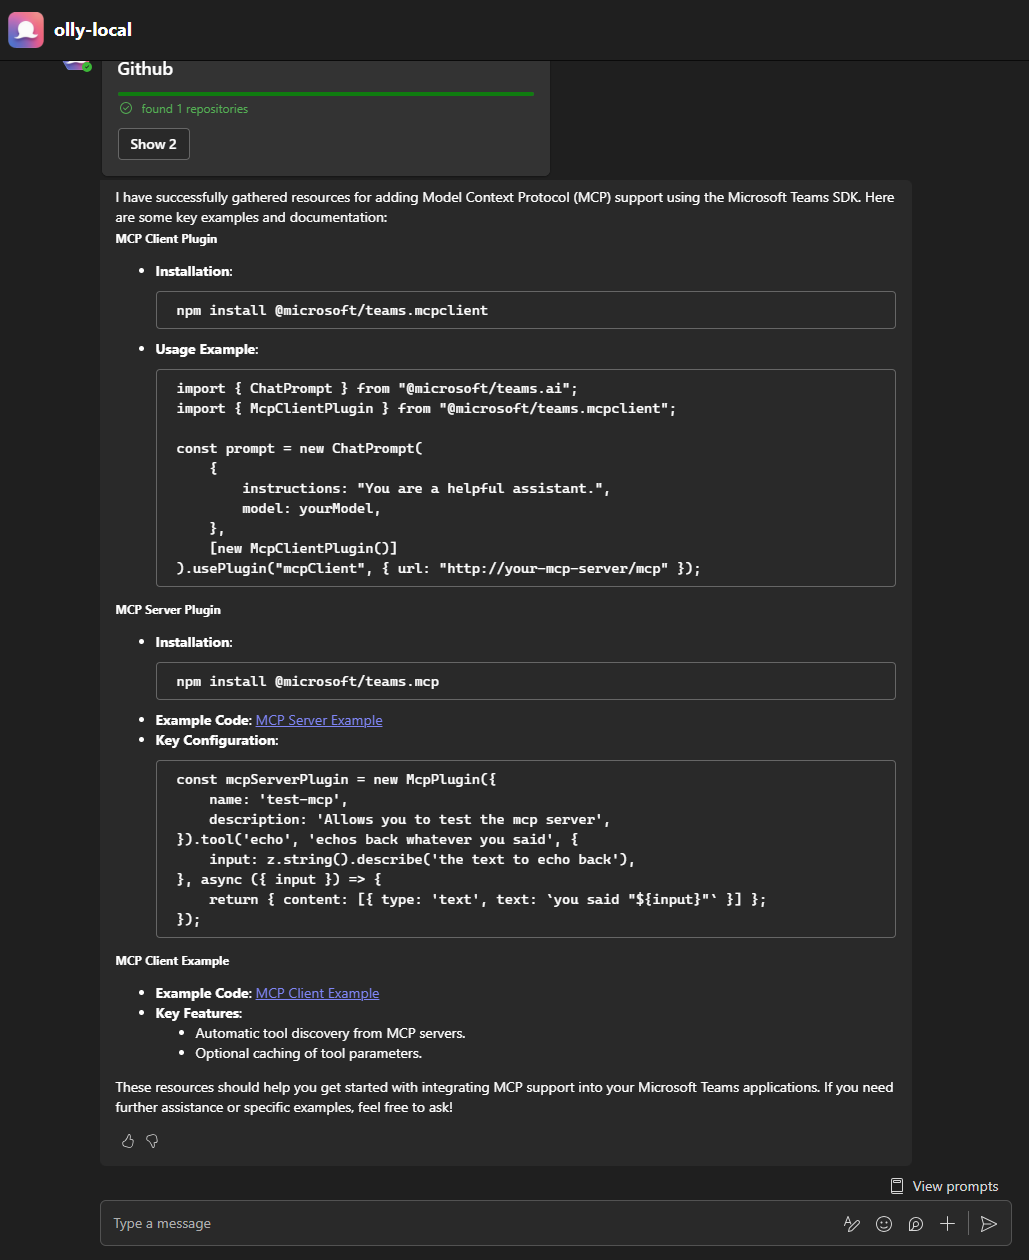 olly-local
Github
found 1 repositories
Show 2
I have successfully gathered resources for adding Model Context Protocol (MCP) support using the Microsoft Teams SDK. Here
are some key examples and documentation:
MCP Client Plugin
• Installation:
npm install @microsoft/teams.mcpclient
• Usage Example:
import { ChatPrompt } from "@microsoft/teams.ai";
import { McpClientPlugin } from "@microsoft/teams.mcpclient";
const prompt = new ChatPrompt(
    {
        instructions: "You are a helpful assistant.",
        model: yourModel,
    },
    [new McpClientPlugin()]
).usePlugin("mcpClient", { url: "http://your-mcp-server/mcp" });
MCP Server Plugin
• Installation:
npm install @microsoft/teams.mcp
• Example Code: MCP Server Example
• Key Configuration:
const mcpServerPlugin = new McpPlugin({
    name: 'test-mcp',
    description: 'Allows you to test the mcp server',
}).tool('echo', 'echos back whatever you said', {
    input: z.string().describe('the text to echo back'),
}, async ({ input }) => {
    return { content: [{ type: 'text', text: `you said "${input}"` }] };
});
MCP Client Example
• Example Code: MCP Client Example
• Key Features:
• Automatic tool discovery from MCP servers.
• Optional caching of tool parameters.
These resources should help you get started with integrating MCP support into your Microsoft Teams applications. If you need
further assistance or specific examples, feel free to ask!
View prompts
Type a message